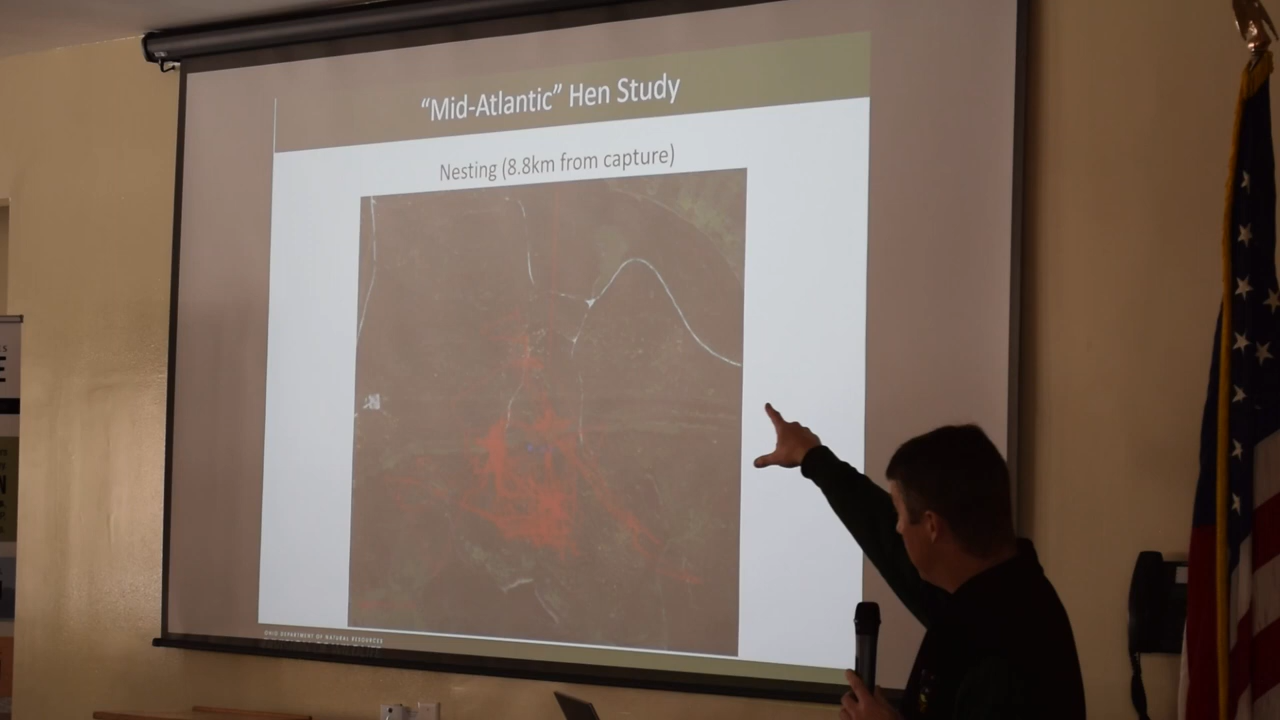 “Mid-Atlantic” Hen Study
Nesting (8.8km from capture)
OHIO DEPARTMENT OF NATURAL RESOURCES